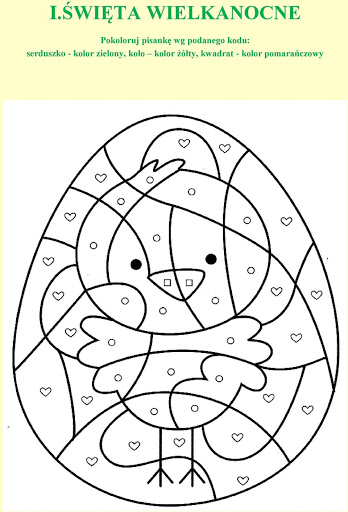 I.ŚWIĘTA WIELKANOCNE
Pokoloruj pisankę wg podanego kodu:
serduszko - kolor zielony, koło – kolor żółty, kwadrat - kolor pomarańczowy